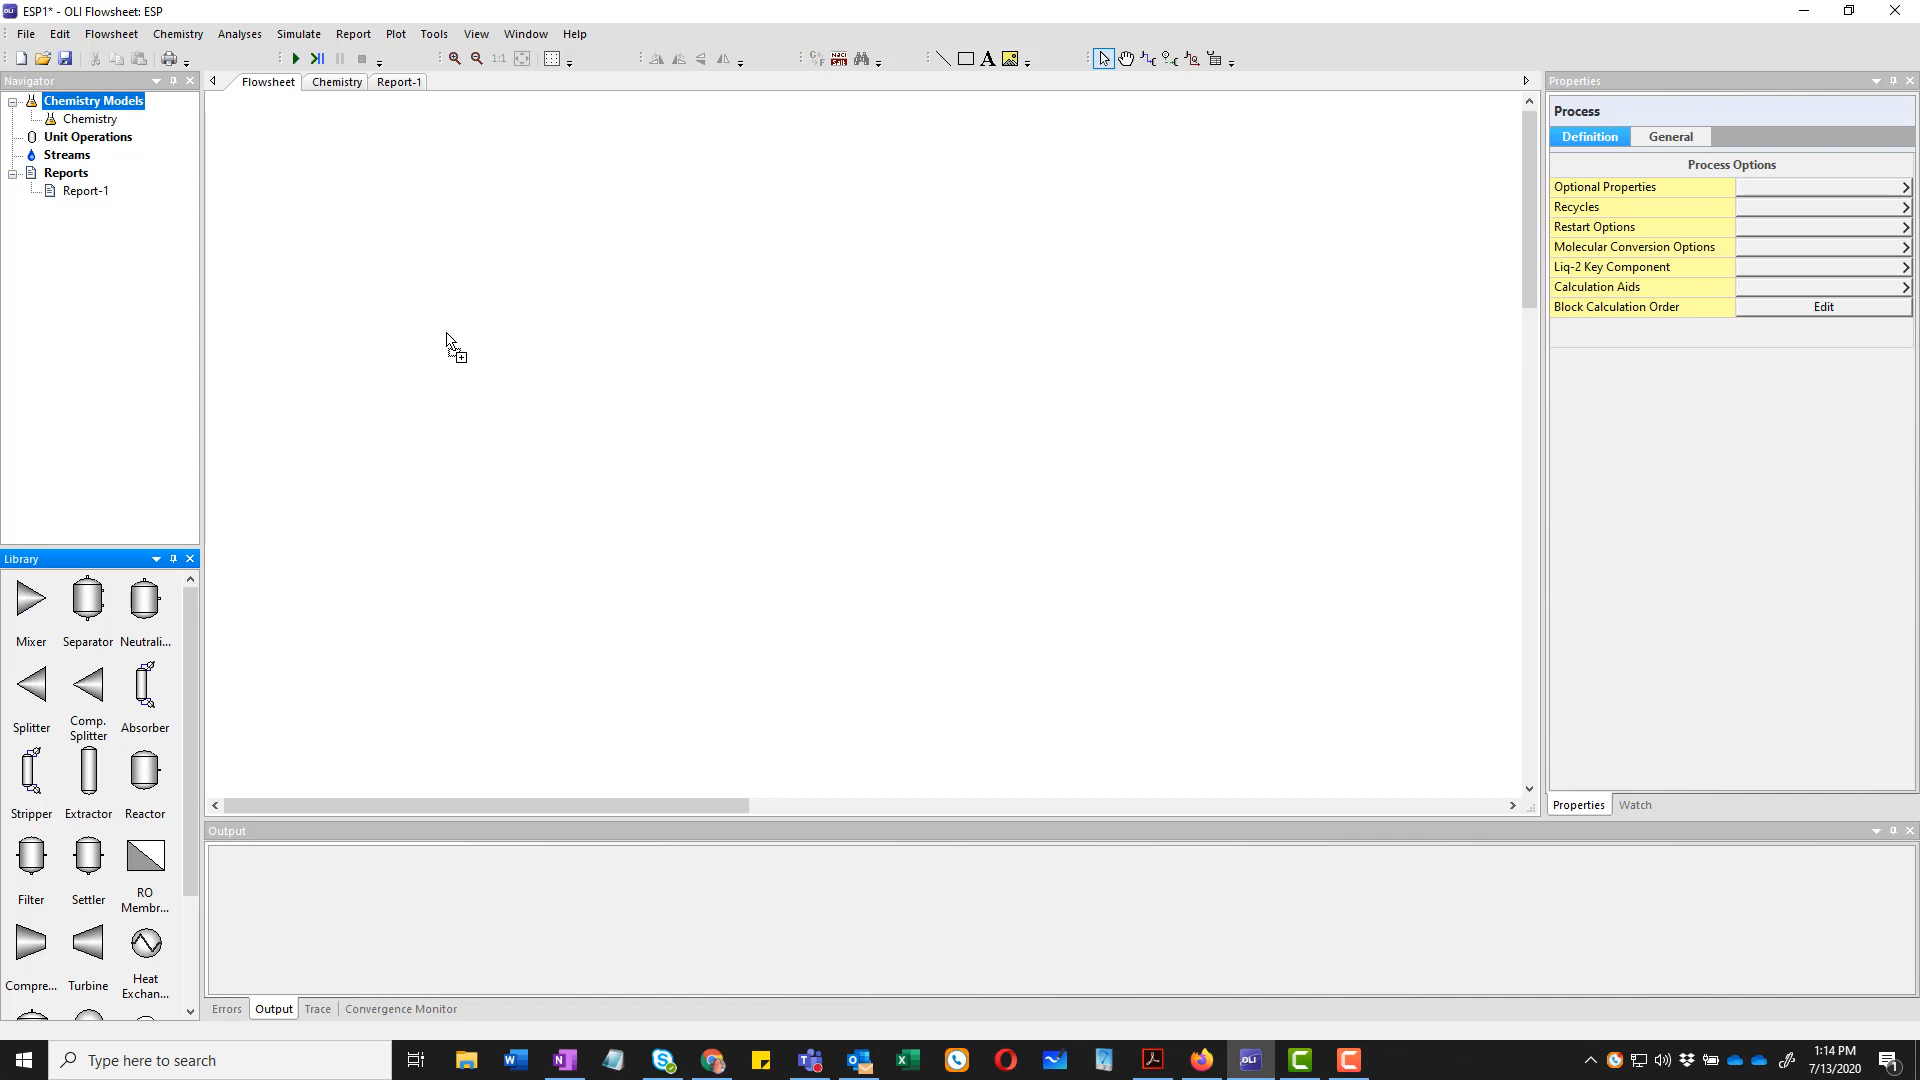 ESP1* - OLI Flowsheet: ESP
File Edit Flowsheet Chemistry Analyses Simulate Report Plot Tools View Window Help
1:1
Navigator
Chemistry Models
Chemistry
Unit Operations
Streams
Reports
Report-1
Flowsheet Chemistry Report-1
Properties
Process
Definition General
Process Options
Optional Properties
Recycles
Restart Options
Molecular Conversion Options
Liq-2 Key Component
Calculation Aids
Block Calculation Order Edit
Properties Watch
Library
Mixer Separator Neutrali...
Splitter Comp. Splitter Absorber
Stripper Extractor Reactor
Filter Settler RO Membr...
Compre... Turbine Heat Exchan...
Output
Errors Output Trace Convergence Monitor
Type here to search
1:14 PM
7/13/2020